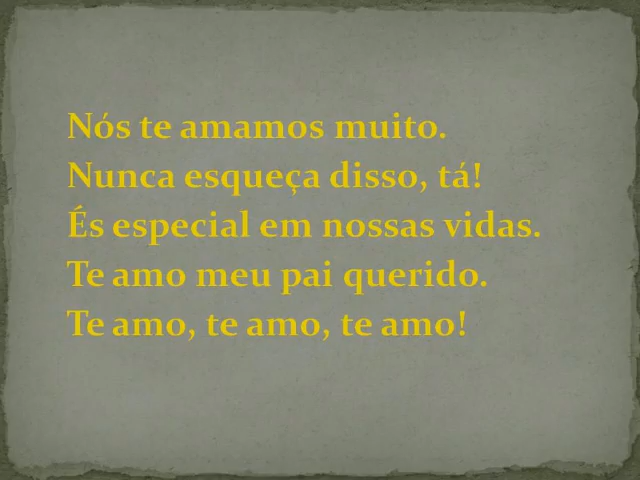 Nós te amamos muito.
Nunca esqueça disso, tá!
És especial em nossas vidas.
Te amo meu pai querido.
Te amo, te amo, te amo!